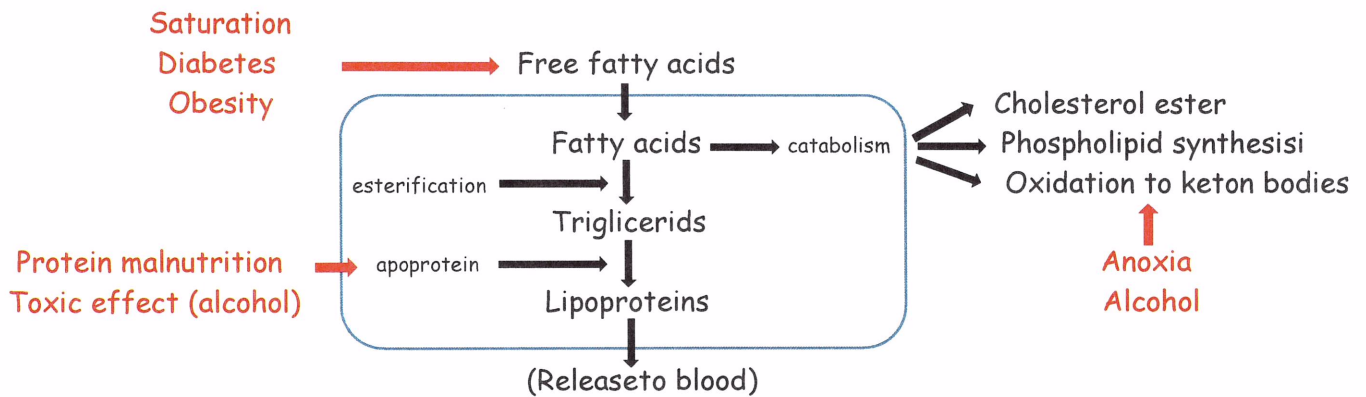 Saturation
Diabetes
Obesity
Free fatty acids
Fatty acids
catabolism
Cholesterol ester
Phospholipid synthesisi
Oxidation to keton bodies
esterification
Triglicerids
Protein malnutrition
Toxic effect (alcohol)
apoprotein
Lipoproteins
Anoxia
Alcohol
(Releaseto blood)